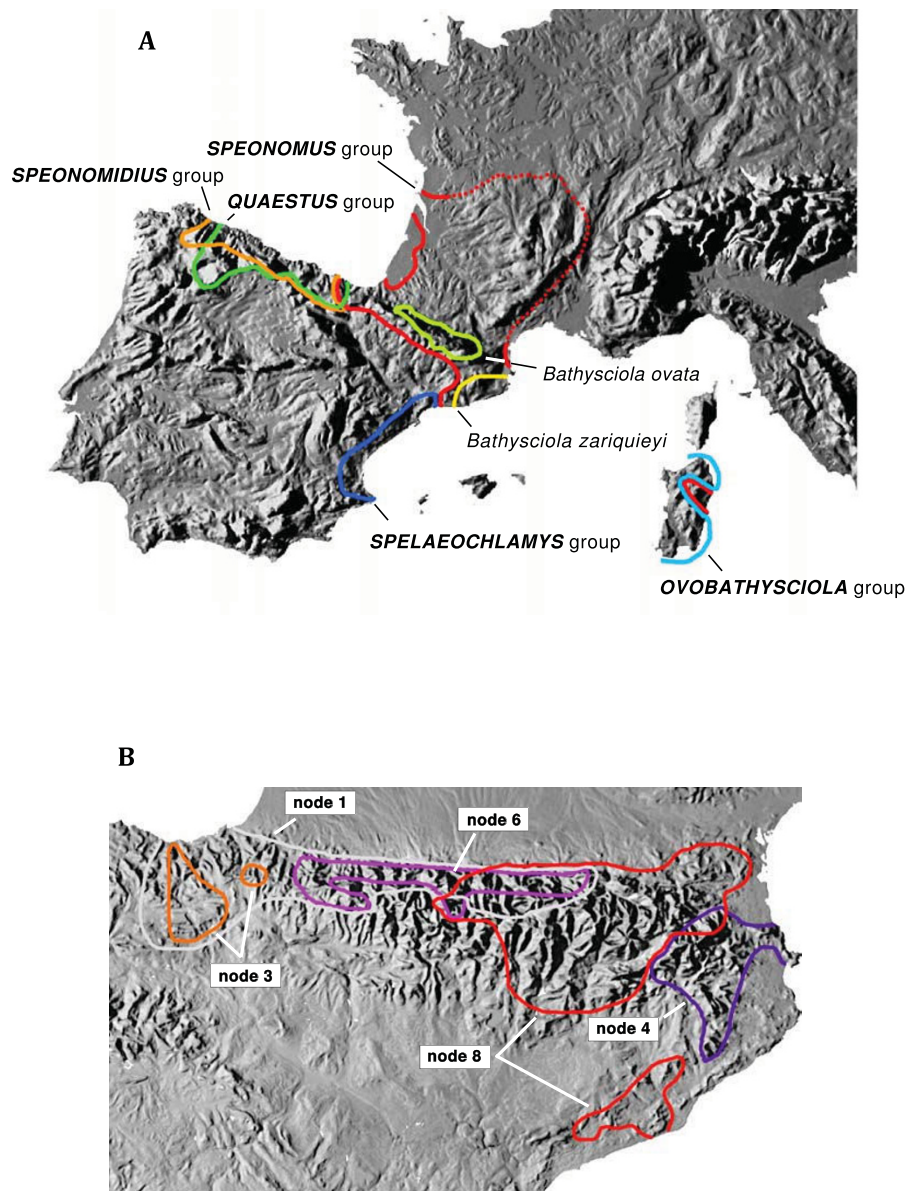 A
SPEONOMUS group
SPEONOMIDIUS group
QUAESTUS group
Bathysciola ovata
Bathysciola zariquieyi
SPELAEOCHLAMYS group
OVOBATHYSCIOLA group
B
node 1
node 6
node 3
node 4
node 8